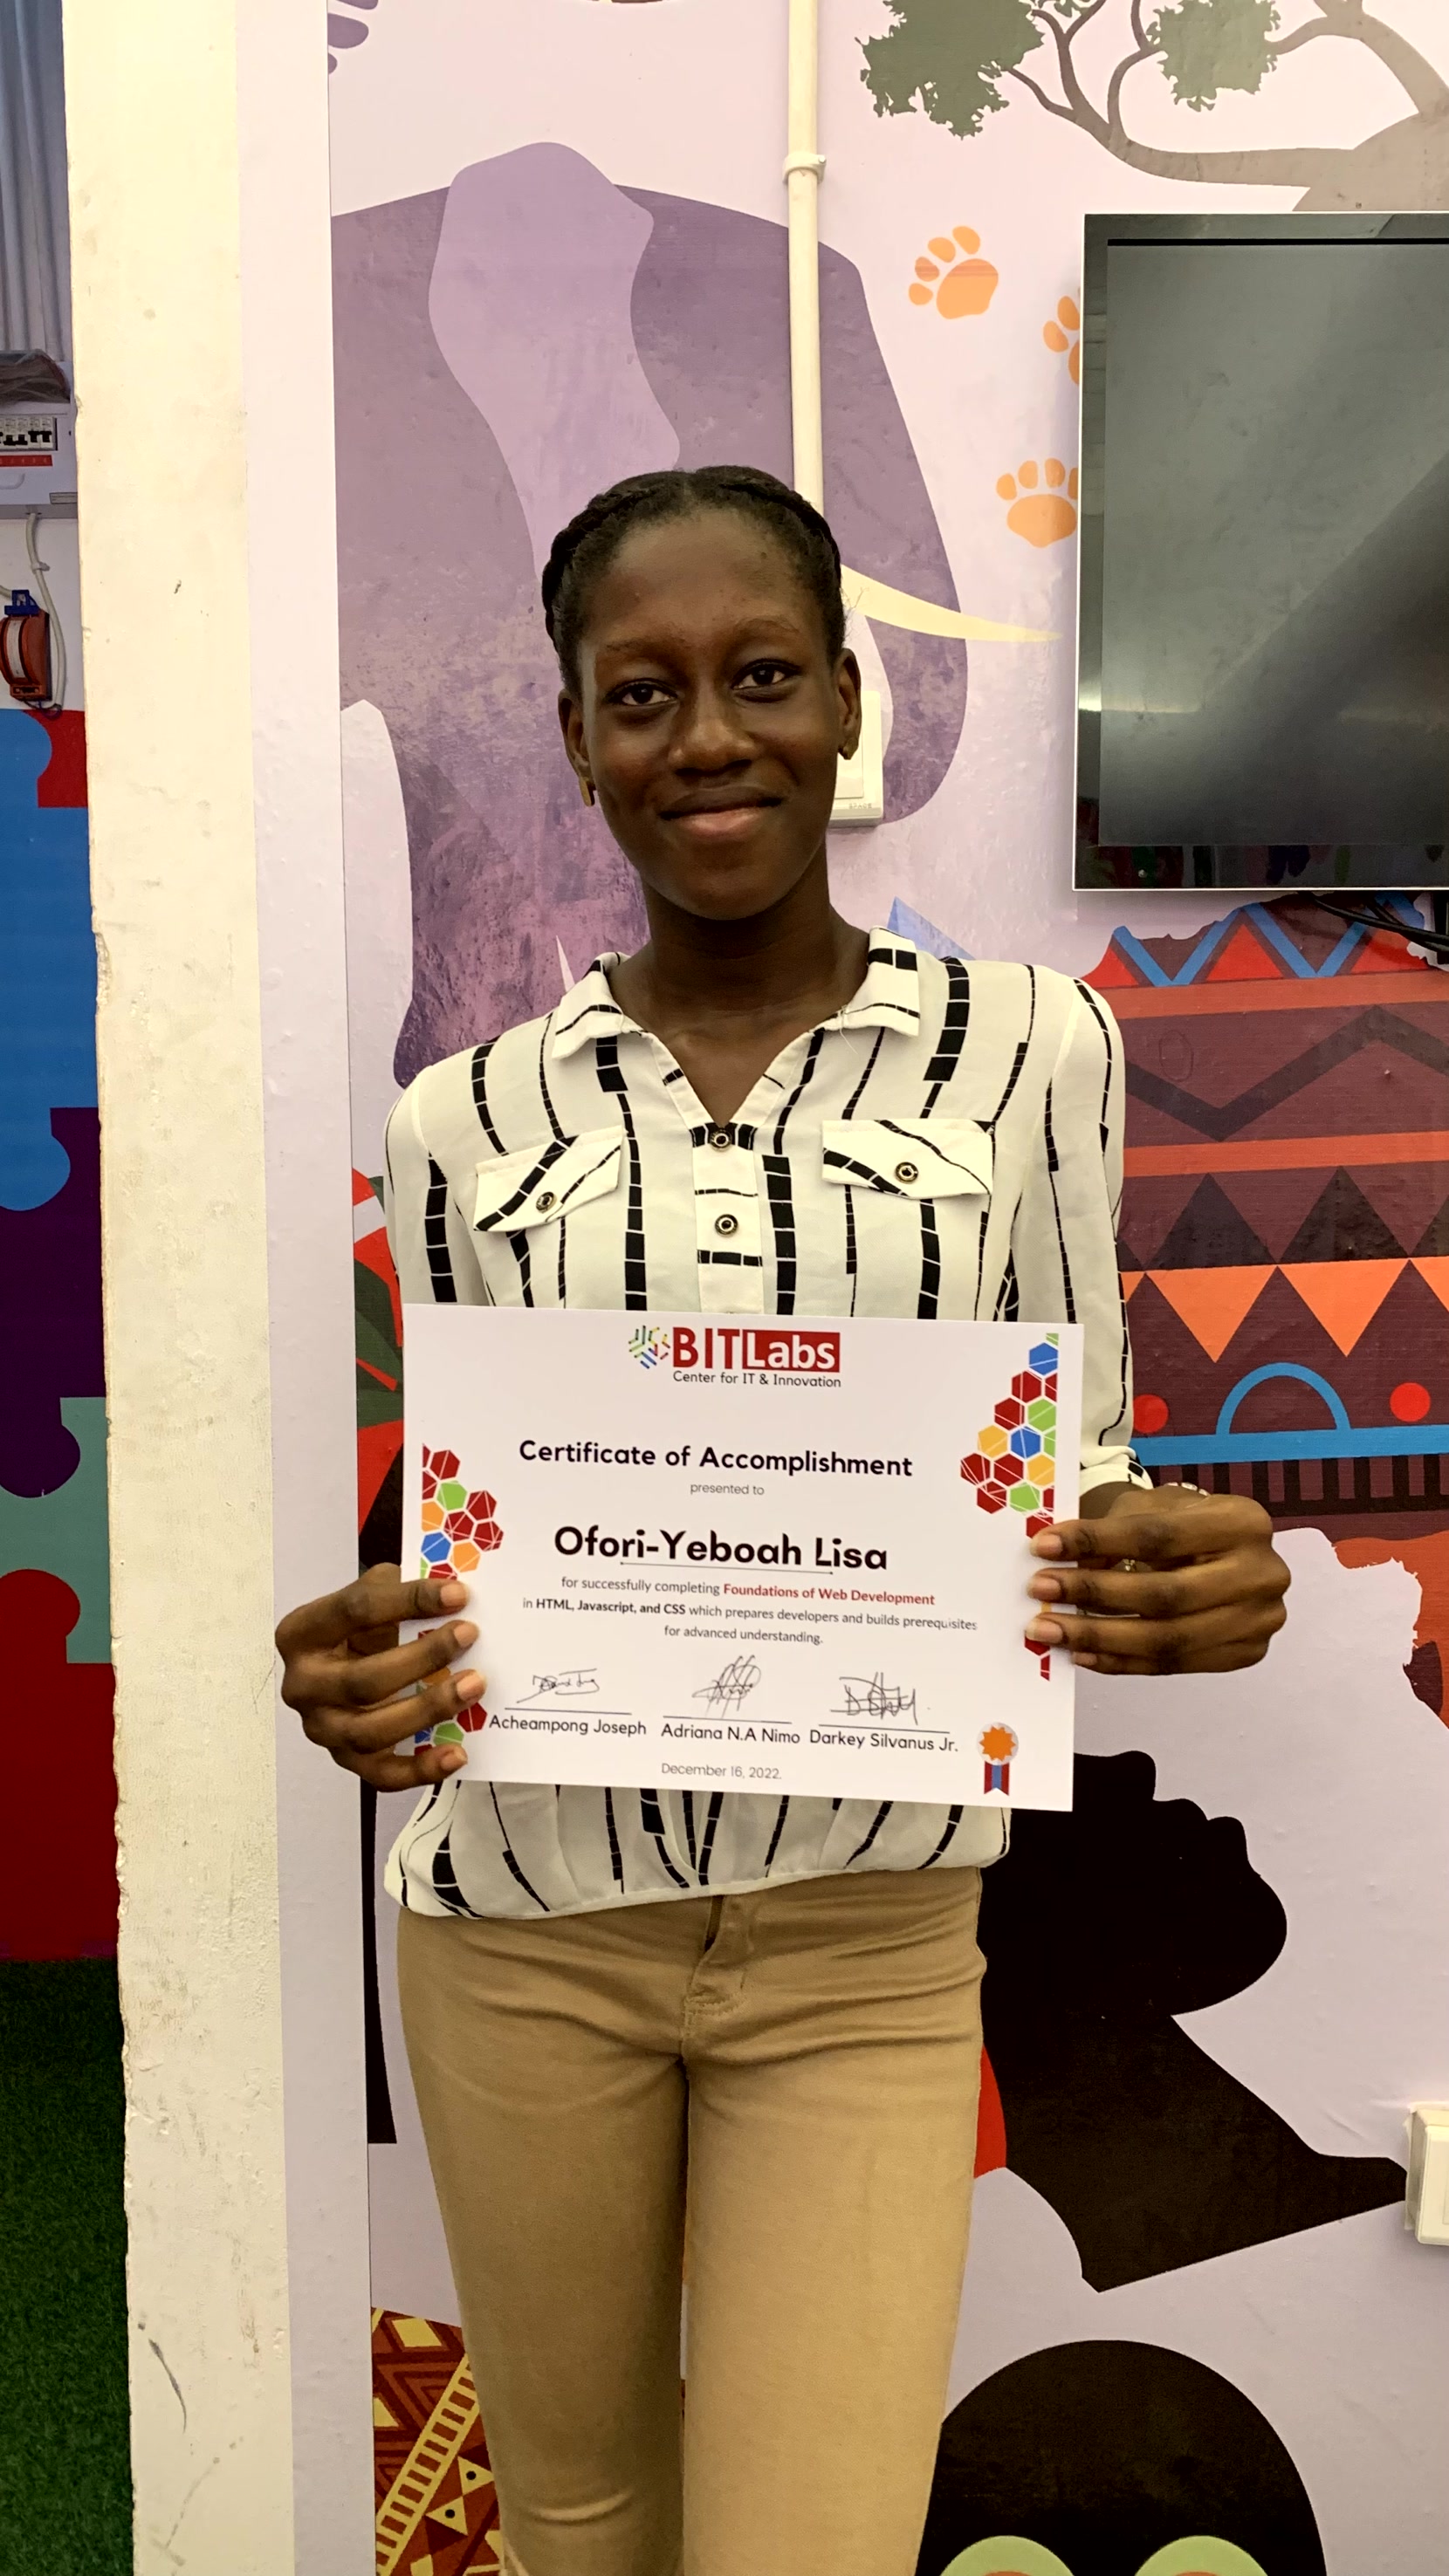 BITLabs
Center for IT & Innovation
Certificate of Accomplishment
presented to
Ofori-Yeboah Lisa
for successfully completing Foundations of Web Development
in HTML, Javascript, and CSS which prepares developers and builds prerequisites
for advanced understanding.
Acheampong Joseph Adriana N.A Nimo Darkey Silvanus Jr.
December 16, 2022.